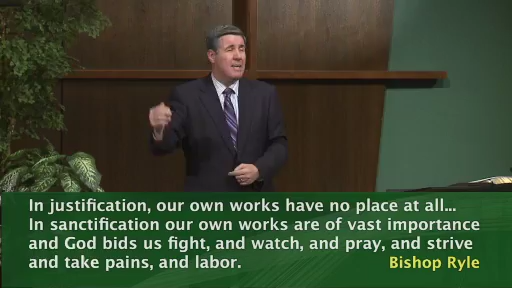 In justification, our own works have no place at all...
In sanctification our own works are of vast importance
and God bids us fight, and watch, and pray, and strive
and take pains, and labor. Bishop Ryle